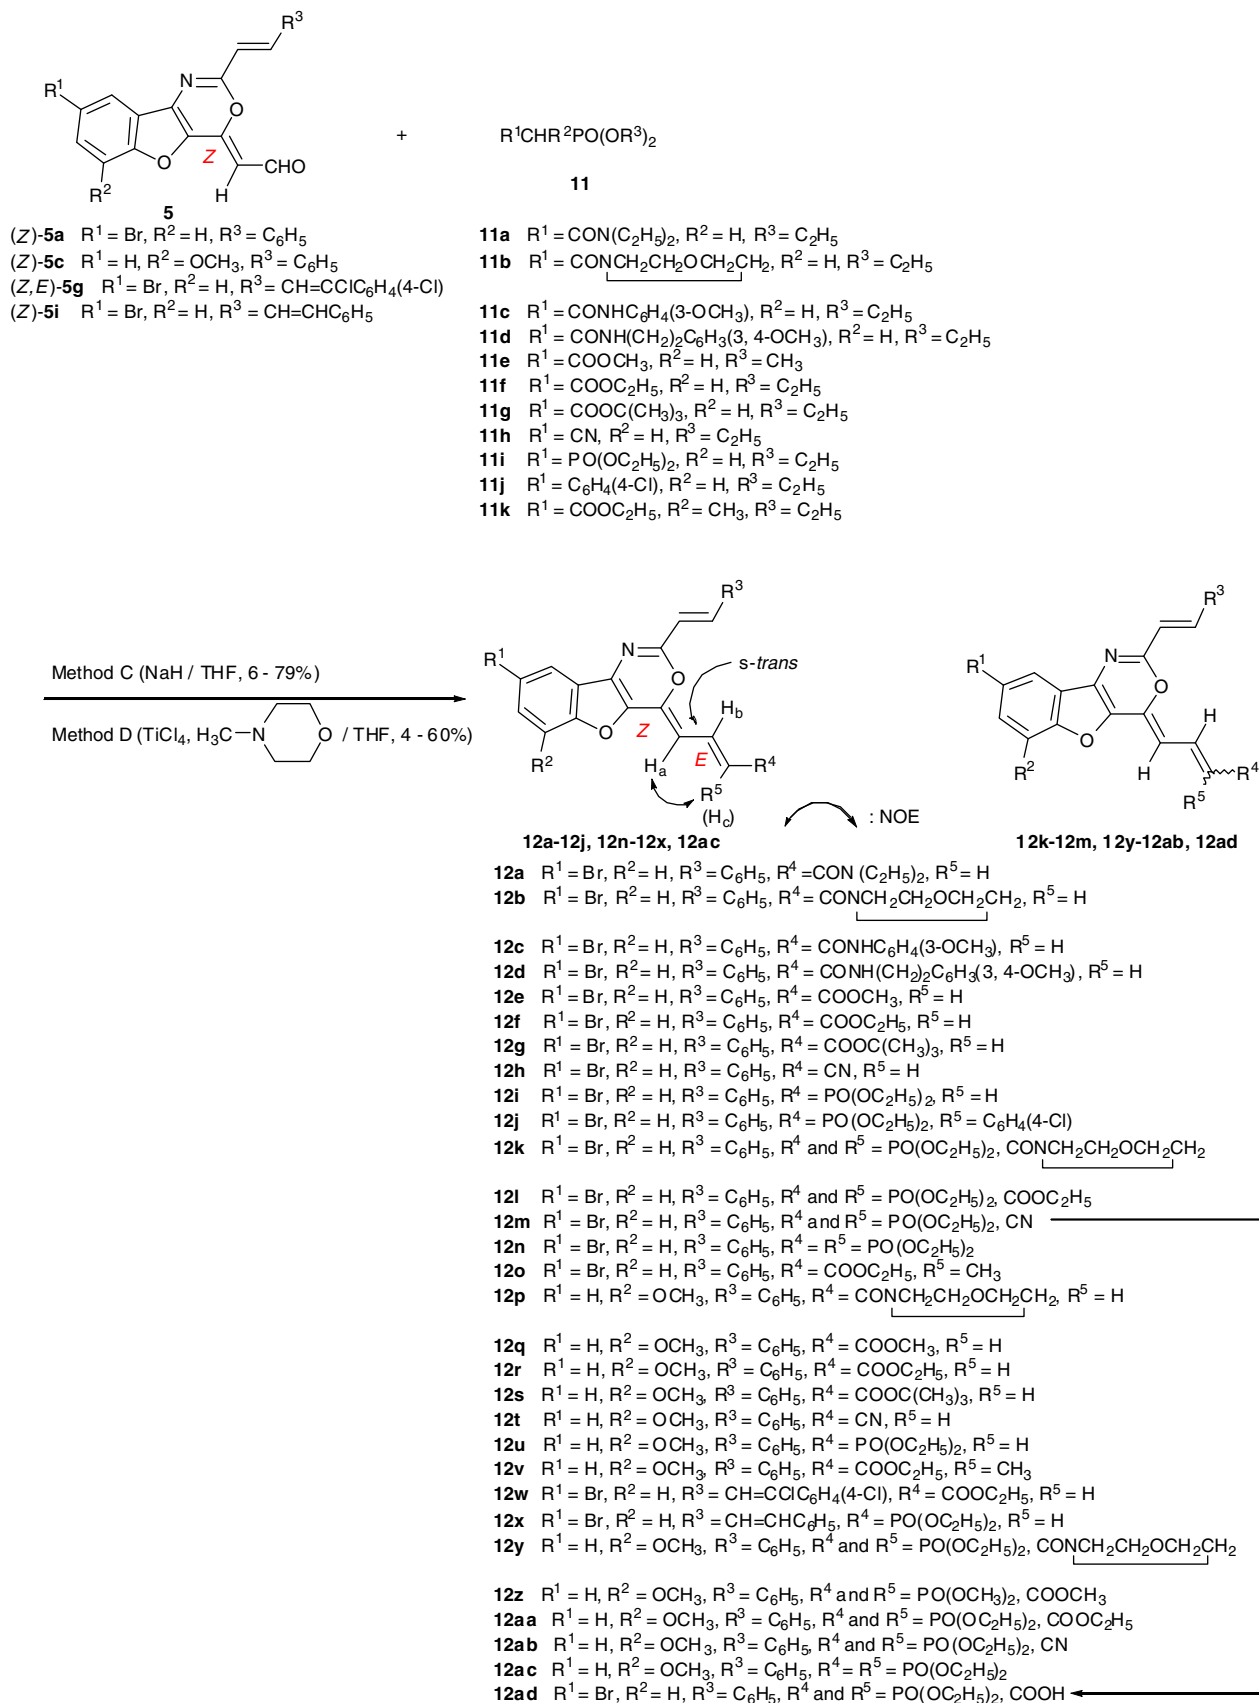 R³
N
R¹
O
+
R¹CHR²PO(OR³)₂
O
Z
CHO
R²
H
11
5
(Z)-5a R¹ = Br, R² = H, R³ = C₆H₅
(Z)-5c R¹ = H, R² = OCH₃, R³ = C₆H₅
(Z,E)-5g R¹ = Br, R² = H, R³ = CH=CClC₆H₄(4-Cl)
(Z)-5i R¹ = Br, R² = H, R³ = CH=CHC₆H₅
11a R¹ = CON(C₂H₅)₂, R² = H, R³ = C₂H₅
11b R¹ = CONCH₂CH₂OCH₂CH₂, R² = H, R³ = C₂H₅
11c R¹ = CONHC₆H₄(3-OCH₃), R² = H, R³ = C₂H₅
11d R¹ = CONH(CH₂)₂C₆H₃(3, 4-OCH₃), R² = H, R³ = C₂H₅
11e R¹ = COOCH₃, R² = H, R³ = CH₃
11f R¹ = COOC₂H₅, R² = H, R³ = C₂H₅
11g R¹ = COOC(CH₃)₃, R² = H, R³ = C₂H₅
11h R¹ = CN, R² = H, R³ = C₂H₅
11i R¹ = PO(OC₂H₅)₂, R² = H, R³ = C₂H₅
11j R¹ = C₆H₄(4-Cl), R² = H, R³ = C₂H₅
11k R¹ = COOC₂H₅, R² = CH₃, R³ = C₂H₅
Method C (NaH / THF, 6 - 79%)
Method D (TiCl₄, H₃C N O / THF, 4 - 60%)
R³
N
R¹
s-trans
O
H_b
Z
O
E
R²
H_a
R⁴
R⁵
(H_c)
: NOE
R³
N
R¹
O
H
O
R²
H
R⁴
R⁵
12a-12j, 12n-12x, 12ac
12k-12m, 12y-12ab, 12ad
12a R¹ = Br, R² = H, R³ = C₆H₅, R⁴ =CON (C₂H₅)₂, R⁵ = H
12b R¹ = Br, R² = H, R³ = C₆H₅, R⁴ = CONCH₂CH₂OCH₂CH₂, R⁵ = H
12c R¹ = Br, R² = H, R³ = C₆H₅, R⁴ = CONHC₆H₄(3-OCH₃), R⁵ = H
12d R¹ = Br, R² = H, R³ = C₆H₅, R⁴ = CONH(CH₂)₂C₆H₃(3, 4-OCH₃), R⁵ = H
12e R¹ = Br, R² = H, R³ = C₆H₅, R⁴ = COOCH₃, R⁵ = H
12f R¹ = Br, R² = H, R³ = C₆H₅, R⁴ = COOC₂H₅, R⁵ = H
12g R¹ = Br, R² = H, R³ = C₆H₅, R⁴ = COOC(CH₃)₃, R⁵ = H
12h R¹ = Br, R² = H, R³ = C₆H₅, R⁴ = CN, R⁵ = H
12i R¹ = Br, R² = H, R³ = C₆H₅, R⁴ = PO(OC₂H₅)₂, R⁵ = H
12j R¹ = Br, R² = H, R³ = C₆H₅, R⁴ = PO(OC₂H₅)₂, R⁵ = C₆H₄(4-Cl)
12k R¹ = Br, R² = H, R³ = C₆H₅, R⁴ and R⁵ = PO(OC₂H₅)₂, CONCH₂CH₂OCH₂CH₂
12l R¹ = Br, R² = H, R³ = C₆H₅, R⁴ and R⁵ = PO(OC₂H₅)₂, COOC₂H₅
12m R¹ = Br, R² = H, R³ = C₆H₅, R⁴ and R⁵ = PO(OC₂H₅)₂, CN
12n R¹ = Br, R² = H, R³ = C₆H₅, R⁴ = R⁵ = PO(OC₂H₅)₂
12o R¹ = Br, R² = H, R³ = C₆H₅, R⁴ = COOC₂H₅, R⁵ = CH₃
12p R¹ = H, R² = OCH₃, R³ = C₆H₅, R⁴ = CONCH₂CH₂OCH₂CH₂, R⁵ = H
12q R¹ = H, R² = OCH₃, R³ = C₆H₅, R⁴ = COOCH₃, R⁵ = H
12r R¹ = H, R² = OCH₃, R³ = C₆H₅, R⁴ = COOC₂H₅, R⁵ = H
12s R¹ = H, R² = OCH₃, R³ = C₆H₅, R⁴ = COOC(CH₃)₃, R⁵ = H
12t R¹ = H, R² = OCH₃, R³ = C₆H₅, R⁴ = CN, R⁵ = H
12u R¹ = H, R² = OCH₃, R³ = C₆H₅, R⁴ = PO(OC₂H₅)₂, R⁵ = H
12v R¹ = H, R² = OCH₃, R³ = C₆H₅, R⁴ = COOC₂H₅, R⁵ = CH₃
12w R¹ = Br, R² = H, R³ = CH=CClC₆H₄(4-Cl), R⁴ = COOC₂H₅, R⁵ = H
12x R¹ = Br, R² = H, R³ = CH=CHC₆H₅, R⁴ = PO(OC₂H₅)₂, R⁵ = H
12y R¹ = H, R² = OCH₃, R³ = C₆H₅, R⁴ and R⁵ = PO(OC₂H₅)₂, CONCH₂CH₂OCH₂CH₂
12z R¹ = H, R² = OCH₃, R³ = C₆H₅, R⁴ and R⁵ = PO(OCH₃)₂, COOCH₃
12aa R¹ = H, R² = OCH₃, R³ = C₆H₅, R⁴ and R⁵ = PO(OC₂H₅)₂, COOC₂H₅
12ab R¹ = H, R² = OCH₃, R³ = C₆H₅, R⁴ and R⁵ = PO(OC₂H₅)₂, CN
12ac R¹ = H, R² = OCH₃, R³ = C₆H₅, R⁴ = R⁵ = PO(OC₂H₅)₂
12ad R¹ = Br, R² = H, R³ = C₆H₅, R⁴ and R⁵ = PO(OC₂H₅)₂, COOH